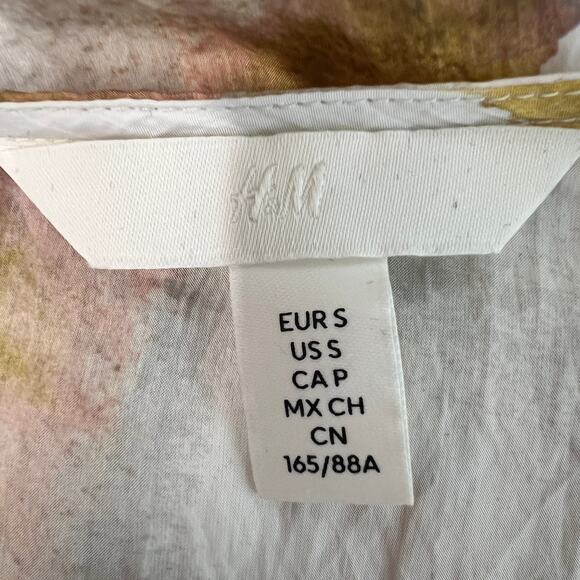 H&M
EUR S
US S
CA P
MX CH
CN
165/88A